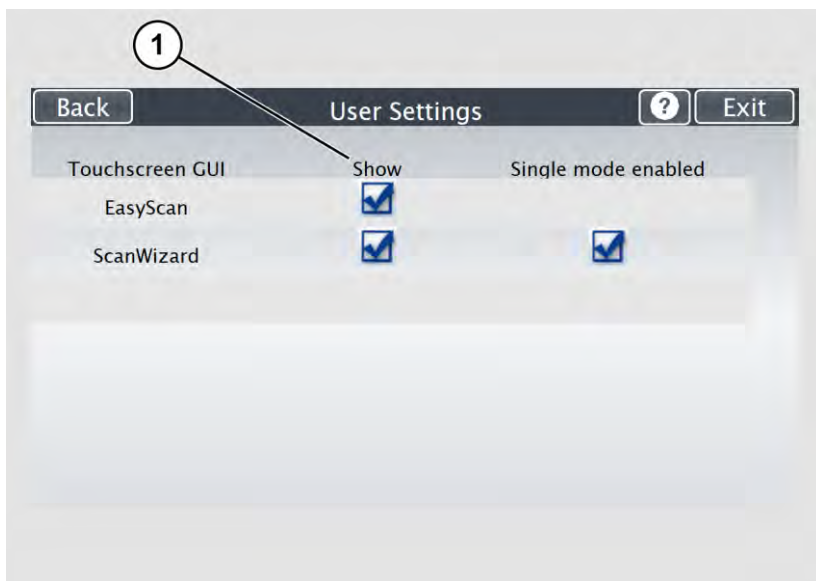 1
Back User Settings ? Exit
Touchscreen GUI Show Single mode enabled
EasyScan
ScanWizard